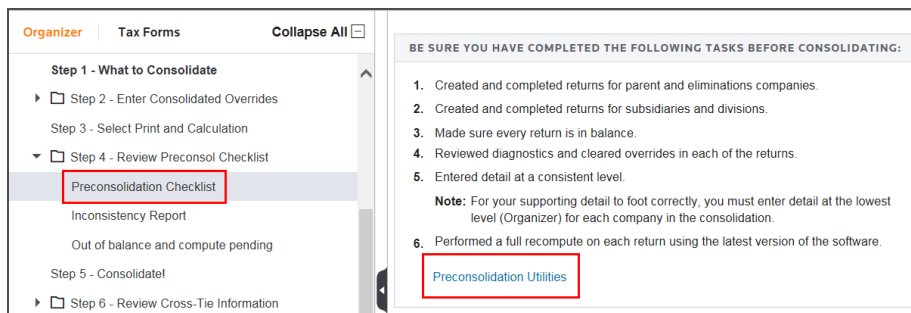 Organizer Tax Forms Collapse All
Step 1 - What to Consolidate
Step 2 - Enter Consolidated Overrides
Step 3 - Select Print and Calculation
Step 4 - Review Preconsol Checklist
Preconsolidation Checklist
Inconsistency Report
Out of balance and compute pending
Step 5 - Consolidate!
Step 6 - Review Cross-Tie Information
BE SURE YOU HAVE COMPLETED THE FOLLOWING TASKS BEFORE CONSOLIDATING:
1. Created and completed returns for parent and eliminations companies.
2. Created and completed returns for subsidiaries and divisions.
3. Made sure every return is in balance.
4. Reviewed diagnostics and cleared overrides in each of the returns.
5. Entered detail at a consistent level.
Note: For your supporting detail to foot correctly, you must enter detail at the lowest
level (Organizer) for each company in the consolidation.
6. Performed a full recompute on each return using the latest version of the software.
Preconsolidation Utilities